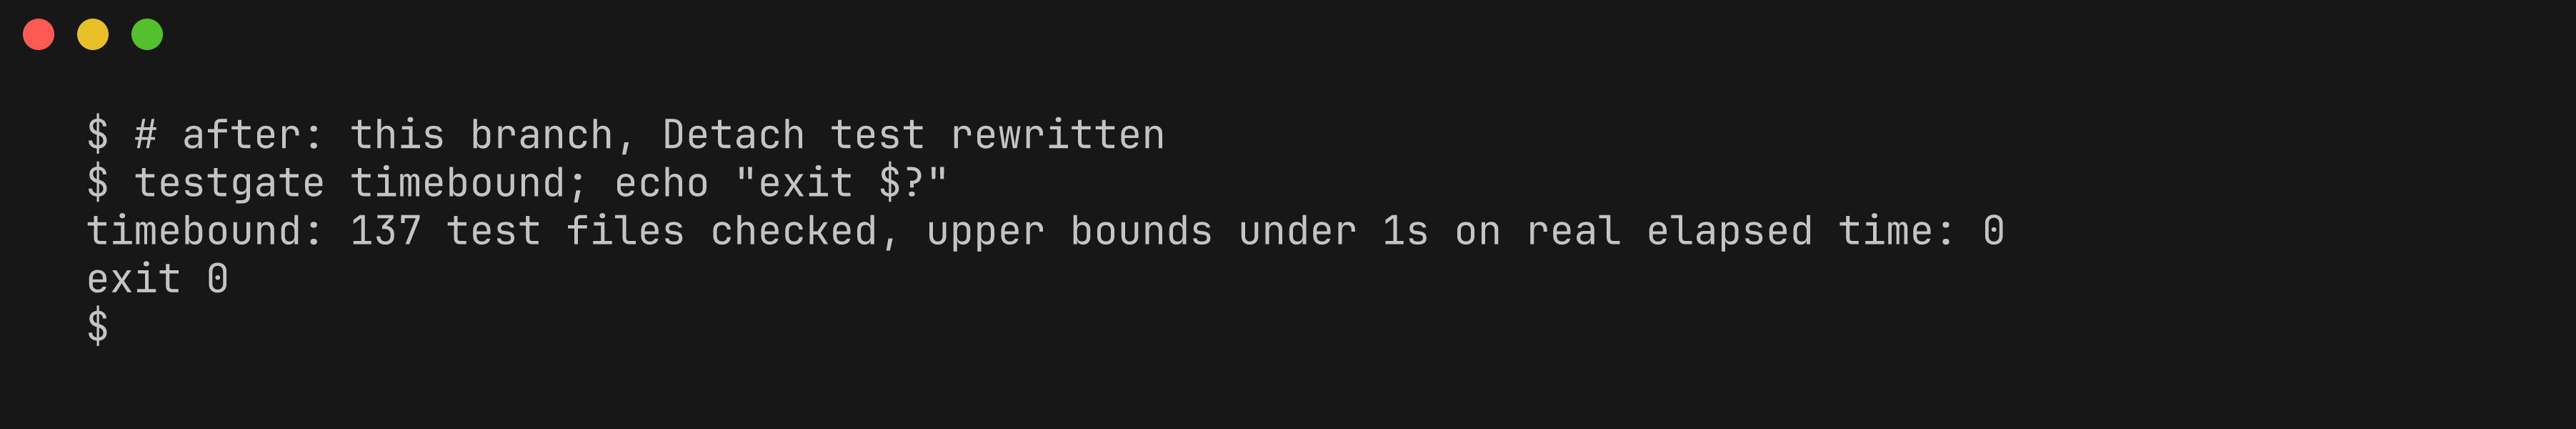 $ # after: this branch, Detach test rewritten
$ testgate timebound; echo "exit $?"
timebound: 137 test files checked, upper bounds under 1s on real elapsed time: 0
exit 0
$